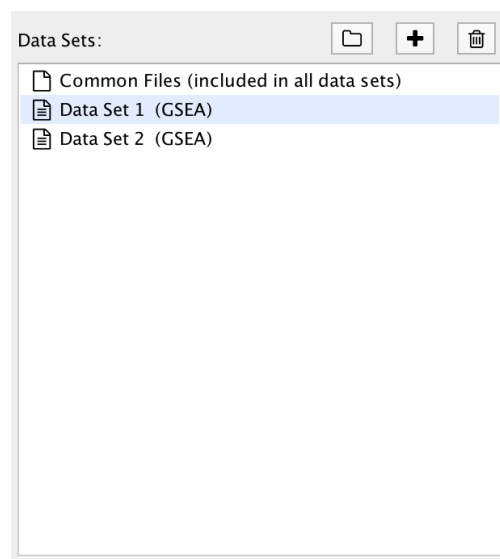 Data Sets:
Common Files (included in all data sets)
Data Set 1 (GSEA)
Data Set 2 (GSEA)